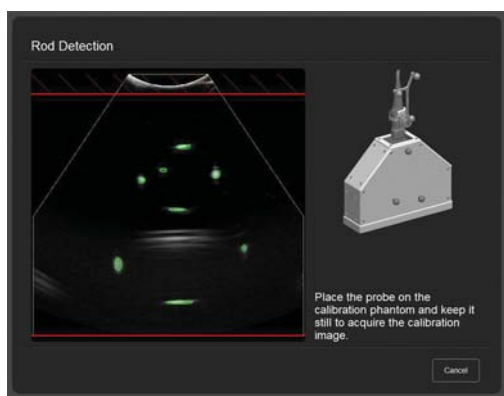 Rod Detection
Place the probe on the
calibration phantom and keep it
still to acquire the calibration
image.
Cancel